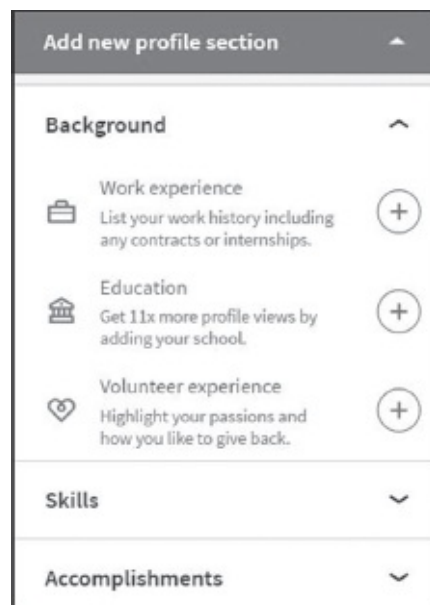 Add new profile section
Background
Work experience
List your work history including
any contracts or internships.
Education
Get 11x more profile views by
adding your school.
Volunteer experience
Highlight your passions and
how you like to give back.
Skills
Accomplishments